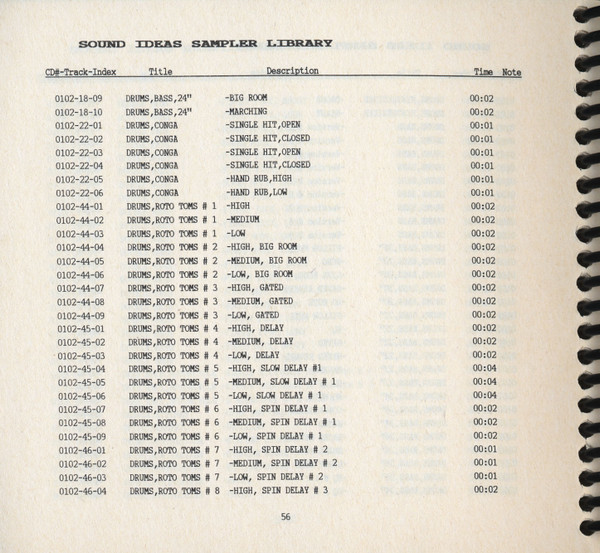 SOUND IDEAS SAMPLER LIBRARY
CD#-Track-Index Title Description Time Note
0102-18-09 DRUMS,BASS,24" -BIG ROOM 00:02
0102-18-10 DRUMS,BASS,24" -MARCHING 00:02
0102-22-01 DRUMS,CONGA -SINGLE HIT,OPEN 00:01
0102-22-02 DRUMS,CONGA -SINGLE HIT,CLOSED 00:01
0102-22-03 DRUMS,CONGA -SINGLE HIT,OPEN 00:01
0102-22-04 DRUMS,CONGA -SINGLE HIT,CLOSED 00:01
0102-22-05 DRUMS,CONGA -HAND RUB,HIGH 00:01
0102-22-06 DRUMS,CONGA -HAND RUB,LOW 00:01
0102-44-01 DRUMS,ROTO TOMS # 1 -HIGH 00:02
0102-44-02 DRUMS,ROTO TOMS # 1 -MEDIUM 00:02
0102-44-03 DRUMS,ROTO TOMS # 1 -LOW 00:02
0102-44-04 DRUMS,ROTO TOMS # 2 -HIGH, BIG ROOM 00:02
0102-44-05 DRUMS,ROTO TOMS # 2 -MEDIUM, BIG ROOM 00:02
0102-44-06 DRUMS,ROTO TOMS # 2 -LOW, BIG ROOM 00:02
0102-44-07 DRUMS,ROTO TOMS # 3 -HIGH, GATED 00:02
0102-44-08 DRUMS,ROTO TOMS # 3 -MEDIUM, GATED 00:02
0102-44-09 DRUMS,ROTO TOMS # 3 -LOW, GATED 00:02
0102-45-01 DRUMS,ROTO TOMS # 4 -HIGH, DELAY 00:02
0102-45-02 DRUMS,ROTO TOMS # 4 -MEDIUM, DELAY 00:02
0102-45-03 DRUMS,ROTO TOMS # 4 -LOW, DELAY 00:02
0102-45-04 DRUMS,ROTO TOMS # 5 -HIGH, SLOW DELAY #1 00:04
0102-45-05 DRUMS,ROTO TOMS # 5 -MEDIUM, SLOW DELAY # 1 00:04
0102-45-06 DRUMS,ROTO TOMS # 5 -LOW, SLOW DELAY # 1 00:04
0102-45-07 DRUMS,ROTO TOMS # 6 -HIGH, SPIN DELAY # 1 00:02
0102-45-08 DRUMS,ROTO TOMS # 6 -MEDIUM, SPIN DELAY # 1 00:02
0102-45-09 DRUMS,ROTO TOMS # 6 -LOW, SPIN DELAY # 1 00:02
0102-46-01 DRUMS,ROTO TOMS # 7 -HIGH, SPIN DELAY # 2 00:01
0102-46-02 DRUMS,ROTO TOMS # 7 -MEDIUM, SPIN DELAY # 2 00:01
0102-46-03 DRUMS,ROTO TOMS # 7 -LOW, SPIN DELAY # 2 00:01
0102-46-04 DRUMS,ROTO TOMS # 8 -HIGH, SPIN DELAY # 3 00:02
56